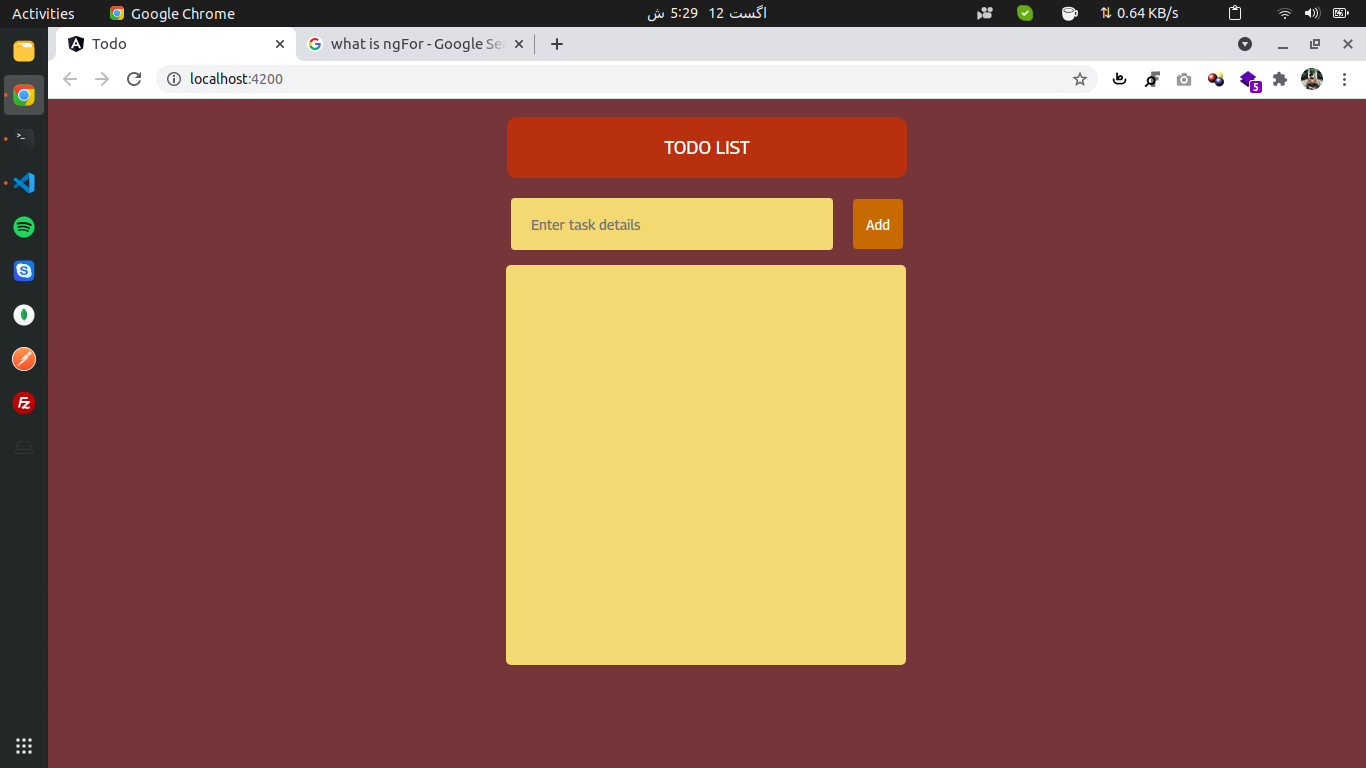 Activities
Google Chrome
اگست 12  5:29 ش
0.64 KB/s
Todo
what is ngFor - Google Se
localhost:4200
5
TODO LIST
Enter task details
Add